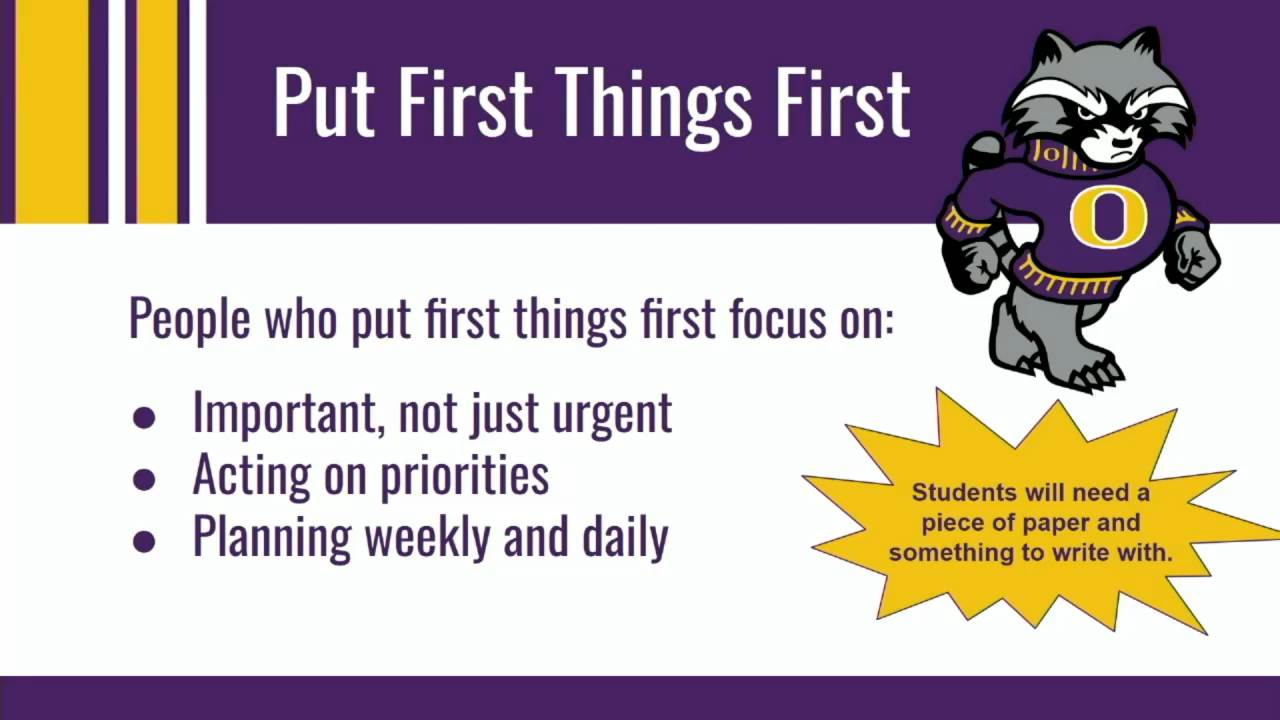 Put First Things First
O
O
People who put first things first focus on:
● Important, not just urgent
● Acting on priorities
● Planning weekly and daily
Students will need a
piece of paper and
something to write with.